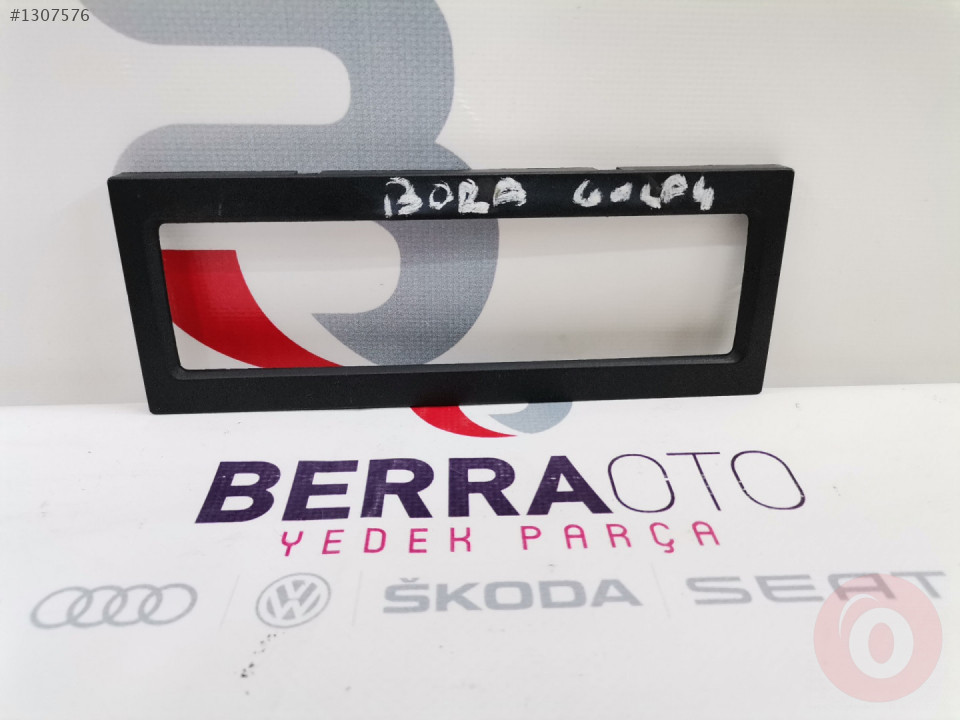 #1307576
BORA GOLF4
BERRAOTO
YEDEK PARÇA
ŠKODA SEAT